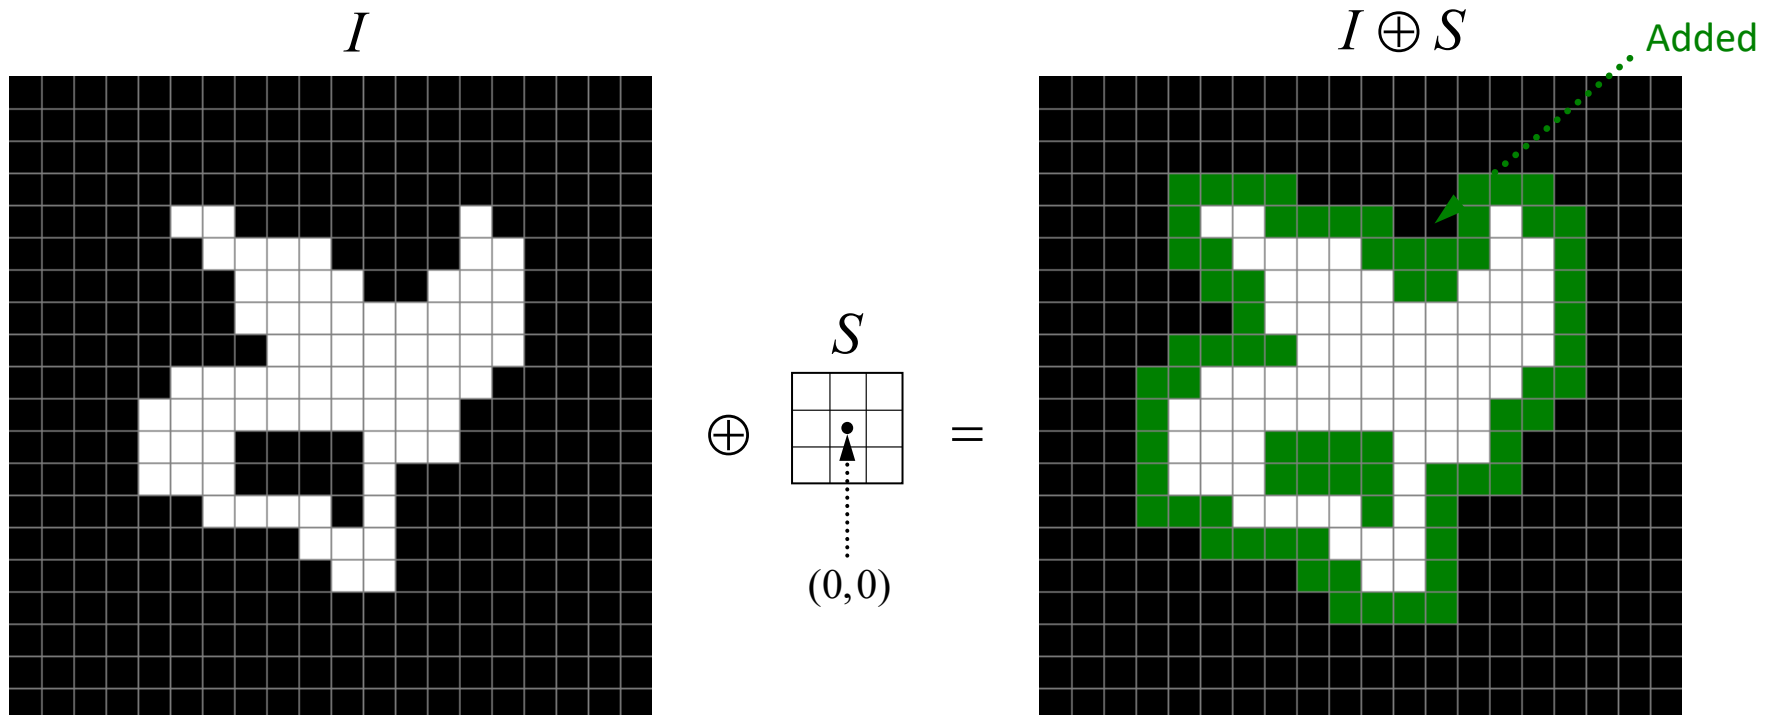 I
I ⊕ S
Added
S
⊕
=
(0,0)